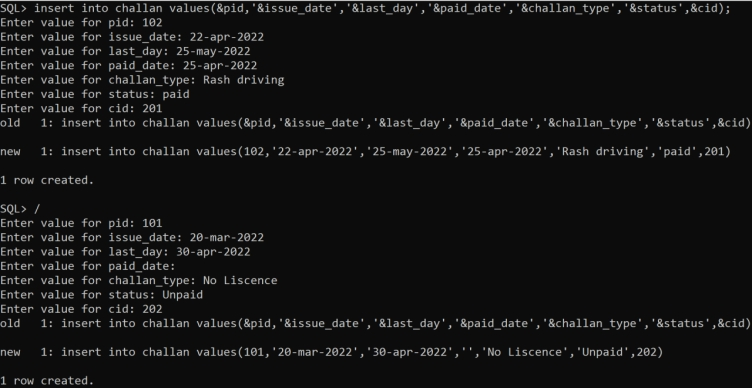 SQL> insert into challan values(&pid,'&issue_date','&last_day','&paid_date','&challan_type','&status',&cid);
Enter value for pid: 102
Enter value for issue_date: 22-apr-2022
Enter value for last_day: 25-may-2022
Enter value for paid_date: 25-apr-2022
Enter value for challan_type: Rash driving
Enter value for status: paid
Enter value for cid: 201
old   1: insert into challan values(&pid,'&issue_date','&last_day','&paid_date','&challan_type','&status',&cid)
new   1: insert into challan values(102,'22-apr-2022','25-may-2022','25-apr-2022','Rash driving','paid',201)
1 row created.
SQL> /
Enter value for pid: 101
Enter value for issue_date: 20-mar-2022
Enter value for last_day: 30-apr-2022
Enter value for paid_date:
Enter value for challan_type: No Liscence
Enter value for status: Unpaid
Enter value for cid: 202
old   1: insert into challan values(&pid,'&issue_date','&last_day','&paid_date','&challan_type','&status',&cid)
new   1: insert into challan values(101,'20-mar-2022','30-apr-2022','','No Liscence','Unpaid',202)
1 row created.